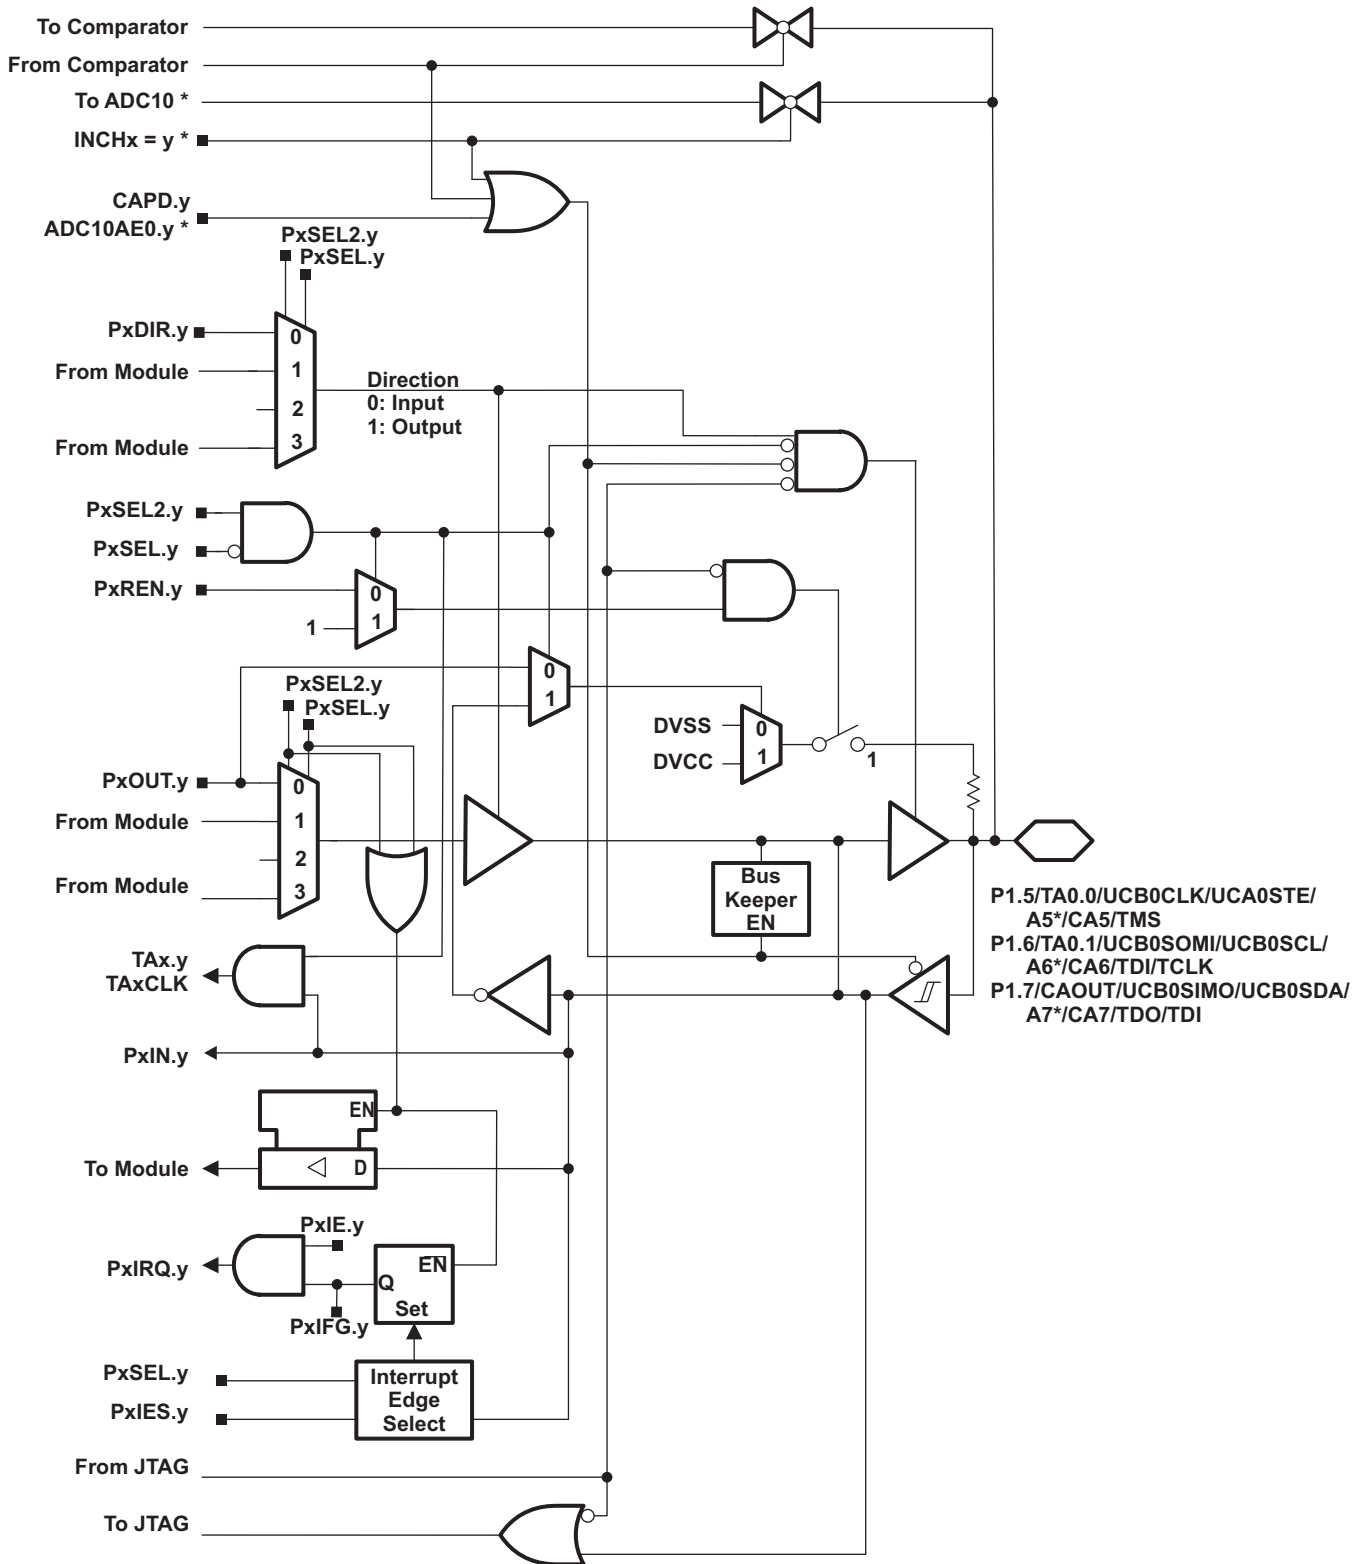 To Comparator
From Comparator
To ADC10 *
INCHx = y *
CAPD.y
ADC10AE0.y *
PxSEL2.y
PxSEL.y
PxDIR.y
0
From Module
1
2
From Module
3
Direction
0: Input
1: Output
PxSEL2.y
PxSEL.y
PxREN.y
0
1
1
0
1
PxSEL2.y
PxSEL.y
DVSS
0
DVCC
1
1
PxOUT.y
0
From Module
1
2
From Module
3
Bus
Keeper
EN
P1.5/TA0.0/UCB0CLK/UCA0STE/
A5*/CA5/TMS
P1.6/TA0.1/UCB0SOMI/UCB0SCL/
A6*/CA6/TDI/TCLK
P1.7/CAOUT/UCB0SIMO/UCB0SDA/
A7*/CA7/TDO/TDI
TAx.y
TAxCLK
PxIN.y
EN
To Module
D
PxIE.y
PxIRQ.y
EN
Q
Set
PxIFG.y
PxSEL.y
PxIES.y
Interrupt
Edge
Select
From JTAG
To JTAG